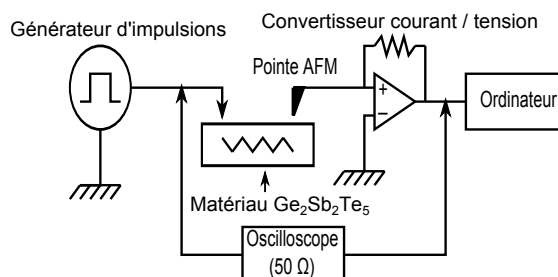 Générateur d'impulsions
Convertisseur courant / tension
Pointe AFM
+
−
Ordinateur
Matériau Ge₂Sb₂Te₅
Oscilloscope
(50 Ω)